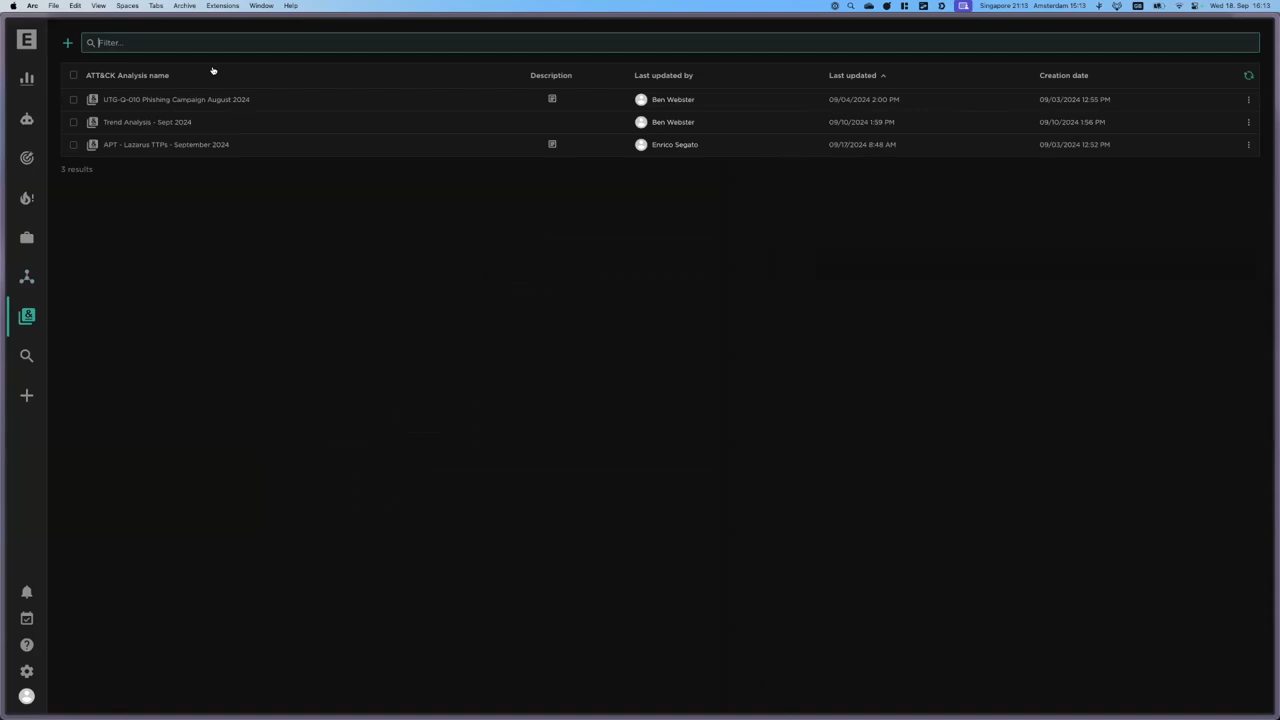 Arc File Edit View Spaces Tabs Archive Extensions Window Help Singapore 21:13 Amsterdam 15:13 GB Wed 18. Sep 16:13
E
Filter...
ATT&CK Analysis name Description Last updated by Last updated Creation date
UTG-Q-010 Phishing Campaign August 2024 Ben Webster 09/04/2024 2:00 PM 09/03/2024 12:55 PM
Trend Analysis - Sept 2024 Ben Webster 09/10/2024 1:59 PM 09/10/2024 1:56 PM
APT - Lazarus TTPs - September 2024 Enrico Segato 09/17/2024 8:48 AM 09/03/2024 12:52 PM
3 results